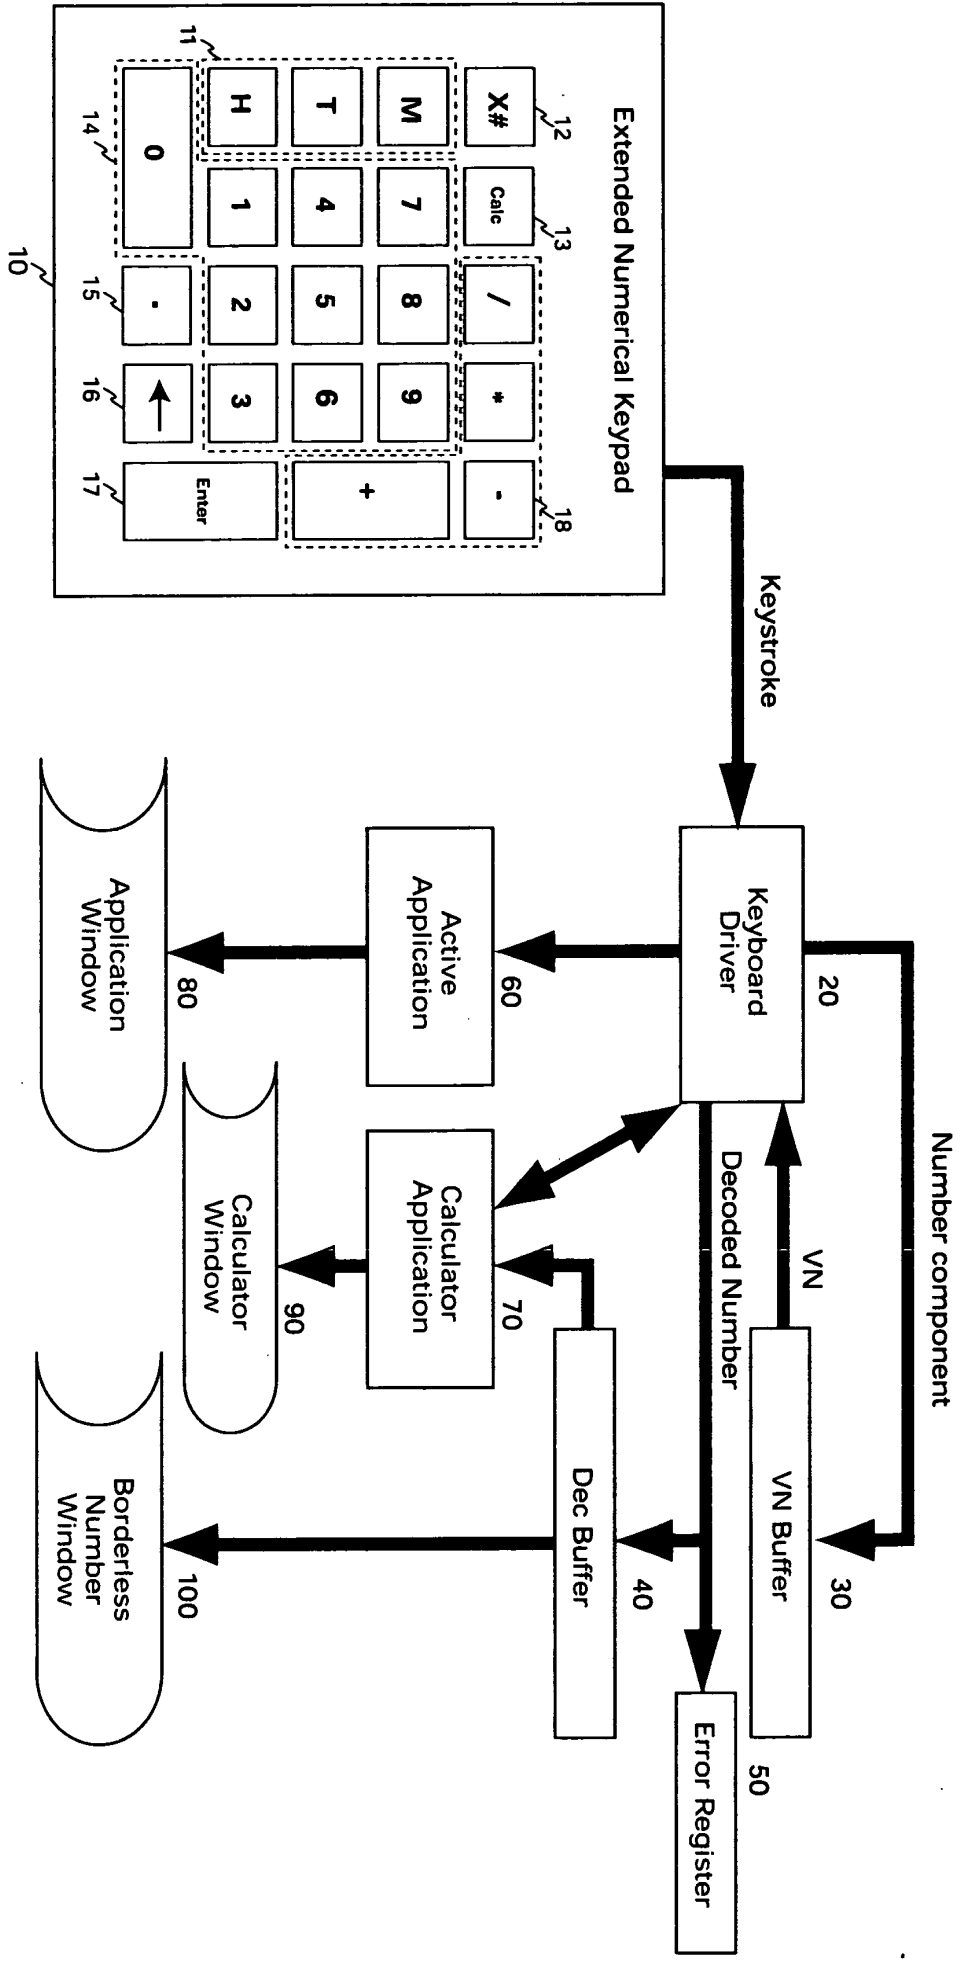 Extended Numerical Keypad
12
13
18
X#
Calc
/
*
-
M
7
8
9
+
T
4
5
6
H
1
2
3
Enter
0
.
11
14
15
16
17
10
Keystroke
Number component
Keyboard
Driver
20
VN
VN Buffer
30
Decoded Number
Error Register
50
Dec Buffer
40
Active
Application
60
Calculator
Application
70
Application
Window
80
Calculator
Window
90
Borderless
Number
Window
100